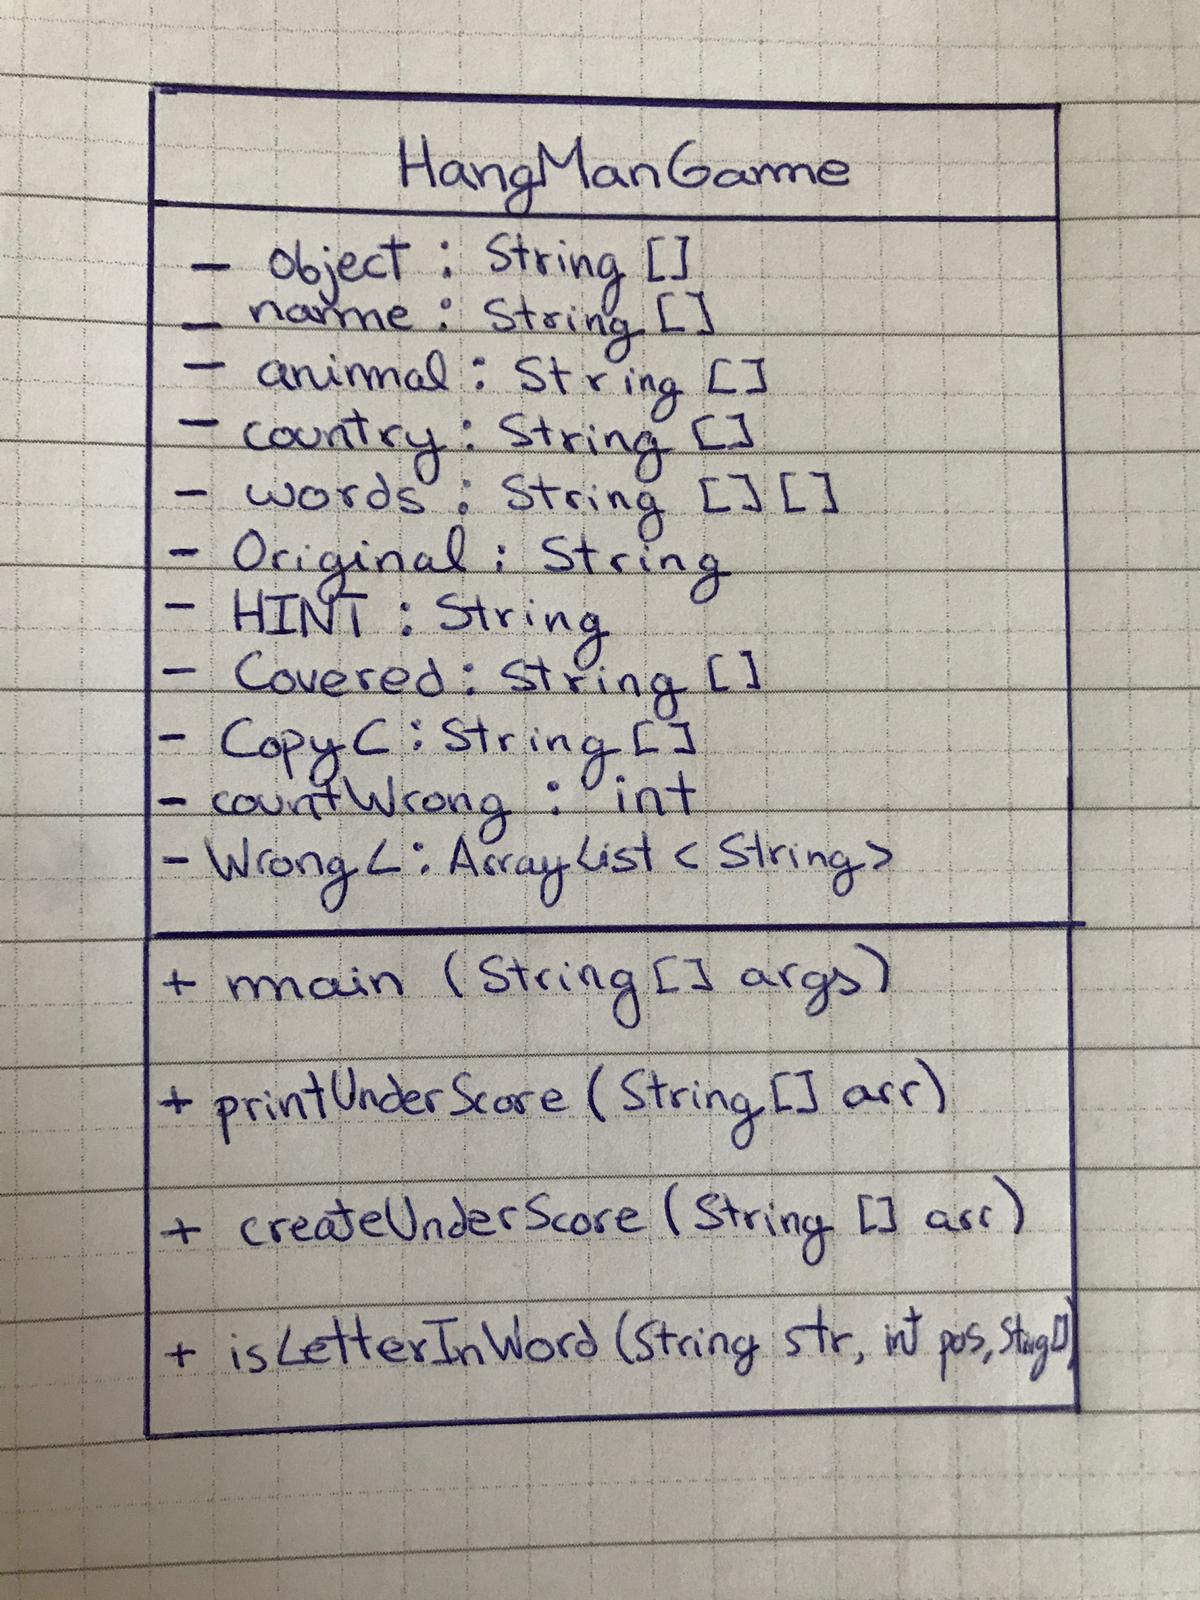 HangManGame
- object : String []
- name : String []
- animal : String []
- country : String []
- words : String [] []
- Original : String
- HINT : String
- Covered : String []
- CopyC : String []
- countWrong : int
- WrongL : ArrayList < String >
+ main (String [] args)
+ printUnderScore (String [] arr)
+ createUnderScore (String [] arr)
+ isLetterInWord (String str, int pos, String[])